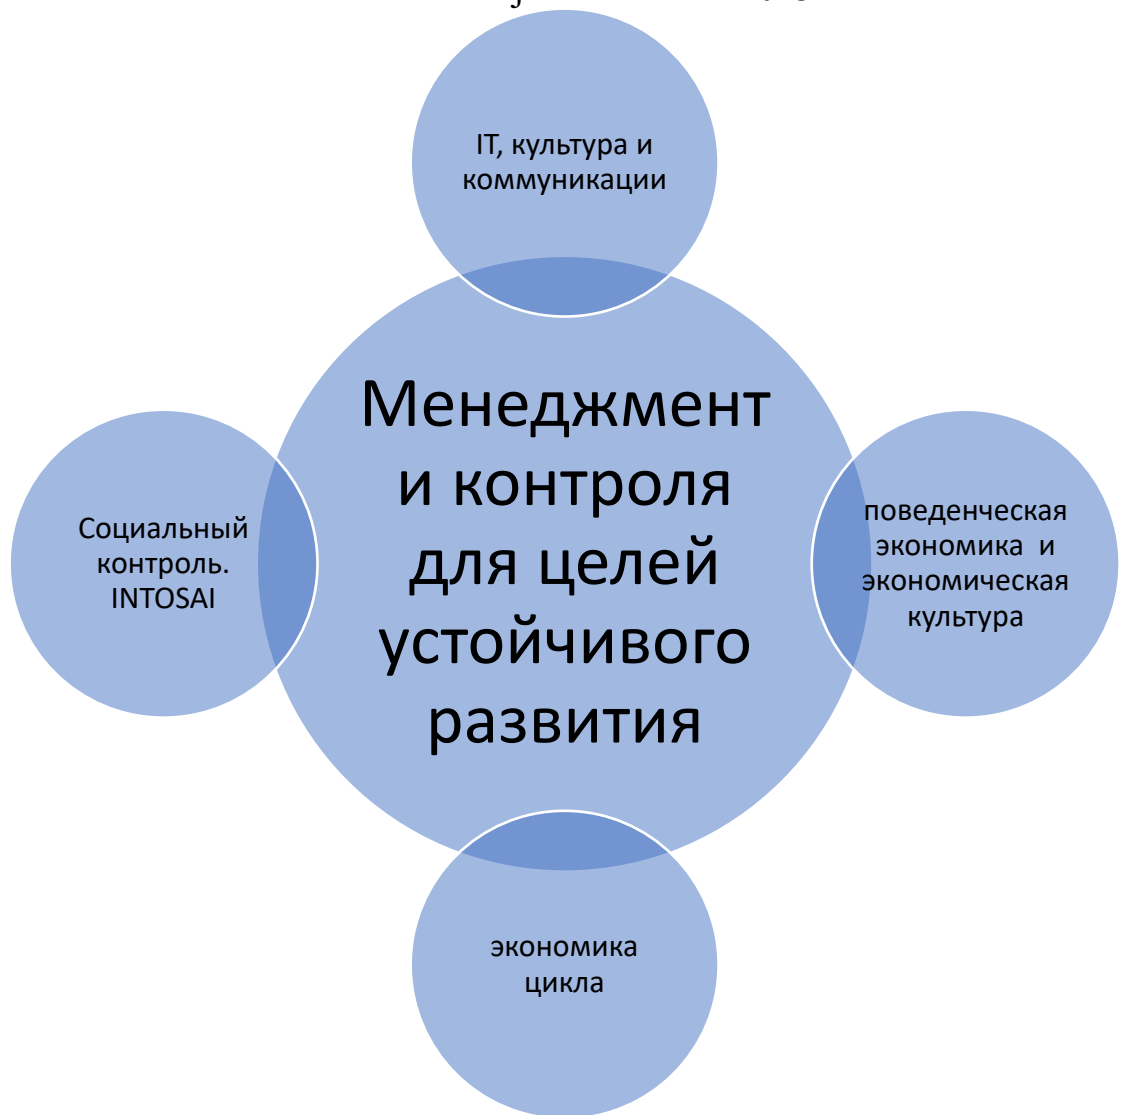 IT, культура и
коммуникации
Менеджмент
и контроля
для целей
устойчивого
развития
Социальный
контроль.
INTOSAI
поведенческая
экономика и
экономическая
культура
экономика
цикла